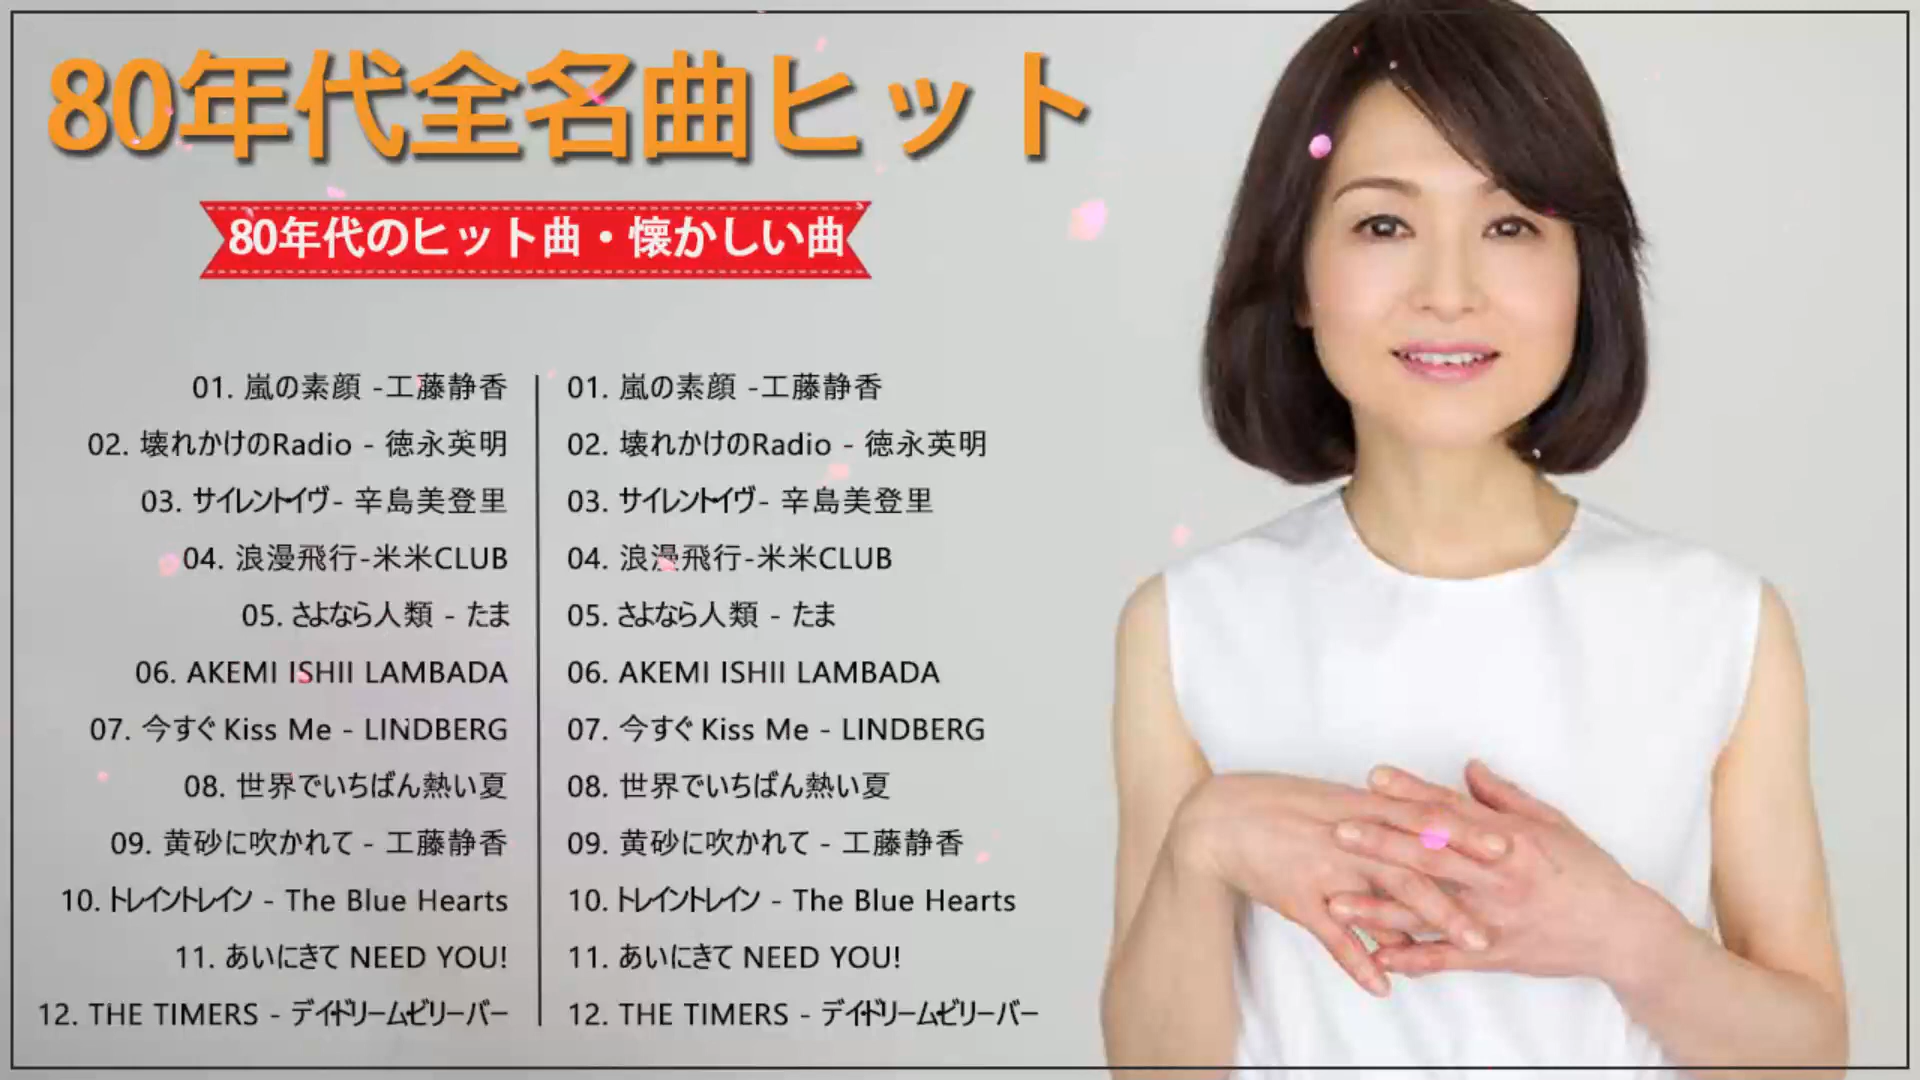 80年代全名曲ヒット
80年代のヒット曲・懐かしい曲
01. 嵐の素顔 -工藤静香
02. 壊れかけのRadio - 徳永英明
03. サイレントイヴ- 辛島美登里
04. 浪漫飛行-米米CLUB
05. さよなら人類 - たま
06. AKEMI ISHII LAMBADA
07. 今すぐ Kiss Me - LINDBERG
08. 世界でいちばん熱い夏
09. 黄砂に吹かれて - 工藤静香
10. トレイントレイン - The Blue Hearts
11. あいにきて NEED YOU!
12. THE TIMERS - デイドリームビリーバー
01. 嵐の素顔 -工藤静香
02. 壊れかけのRadio - 徳永英明
03. サイレントイヴ- 辛島美登里
04. 浪漫飛行-米米CLUB
05. さよなら人類 - たま
06. AKEMI ISHII LAMBADA
07. 今すぐ Kiss Me - LINDBERG
08. 世界でいちばん熱い夏
09. 黄砂に吹かれて - 工藤静香
10. トレイントレイン - The Blue Hearts
11. あいにきて NEED YOU!
12. THE TIMERS - デイドリームビリーバー